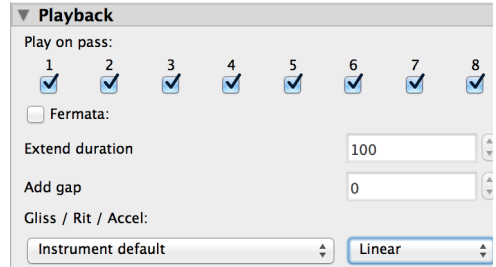 Playback
Play on pass:
1 2 3 4 5 6 7 8
Fermata:
Extend duration 100
Add gap 0
Gliss / Rit / Accel:
Instrument default Linear